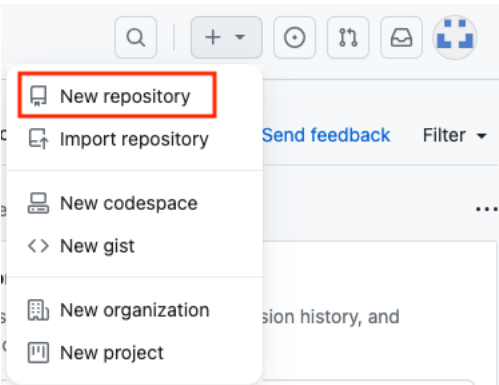 New repository
Import repository
Send feedback
Filter
New codespace
New gist
New organization
sion history, and
New project